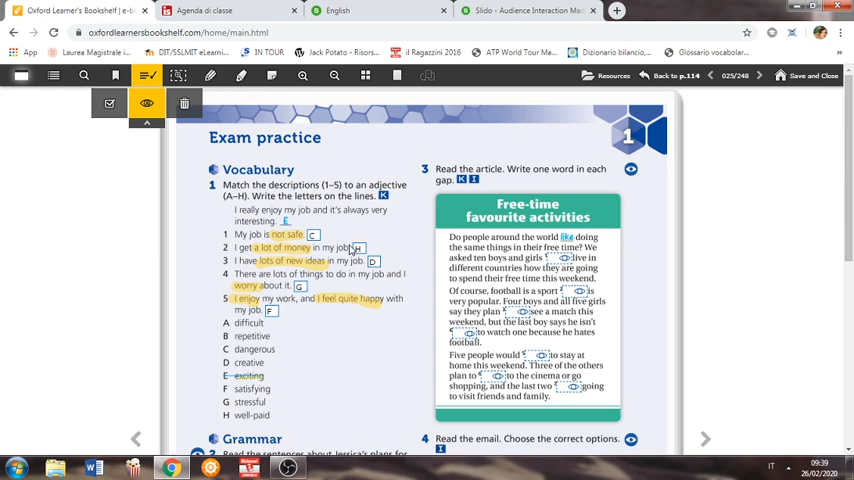 Oxford Learner's Bookshelf | e-b
Agenda di classe
English
Slido - Audience Interaction Ma
oxfordlearnersbookshelf.com/home/main.html
App
Laurea Magistrale i...
DIT/SSLMIT eLearni...
IN TOUR
Jack Potato - Risors...
il Ragazzini 2016
ATP World Tour Ma...
Dizionario bilancio,...
Glossario vocabolar...
Resources
Back to p.114
025/248
Save and Close
Exam practice
1
Vocabulary
1 Match the descriptions (1–5) to an adjective
(A–H). Write the letters on the lines. K
I really enjoy my job and it's always very
interesting. E
1 My job is not safe. C
2 I get a lot of money in my job. H
3 I have lots of new ideas in my job. D
4 There are lots of things to do in my job and I
worry about it. G
5 I enjoy my work, and I feel quite happy with
my job. F
A difficult
B repetitive
C dangerous
D creative
E exciting
F satisfying
G stressful
H well-paid
Grammar
2 Read the sentences about Jessica's plans for
3 Read the article. Write one word in each
gap. K I
Free-time
favourite activities
Do people around the world like doing
the same things in their free time? We
asked ten boys and girls live in
different countries how they are going
to spend their free time this weekend.
Of course, football is a sport is
very popular. Four boys and all five girls
say they plan see a match this
weekend, but the last boy says he isn't
to watch one because he hates
football.
Five people would to stay at
home this weekend. Three of the others
plan to to the cinema or go
shopping, and the last two going
to visit friends and family.
4 Read the email. Choose the correct options.
I
IT
09:39
26/02/2020